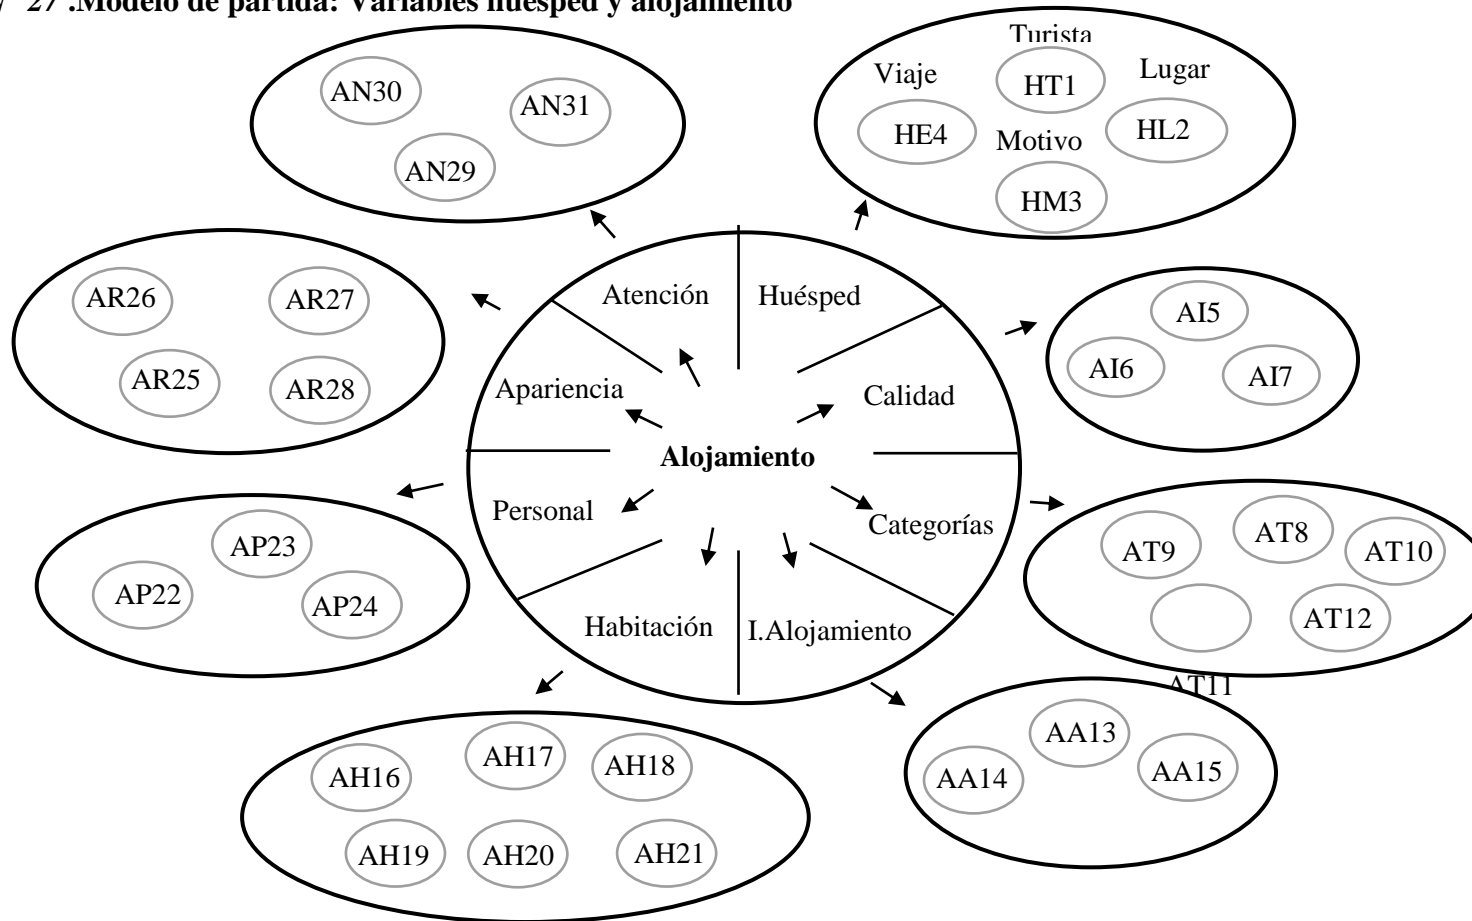 27 .Modelo de partida: Variables huésped y alojamiento
Turista
Viaje
Lugar
HT1
HE4
HL2
Motivo
HM3
AN30
AN31
AN29
AR26
AR27
AR25
AR28
Atención
Huésped
Apariencia
Calidad
Alojamiento
Personal
Categorías
Habitación
I.Alojamiento
AI5
AI6
AI7
AP23
AP22
AP24
AT9
AT8
AT10
AT12
AT11
AA13
AA14
AA15
AH16
AH17
AH18
AH19
AH20
AH21